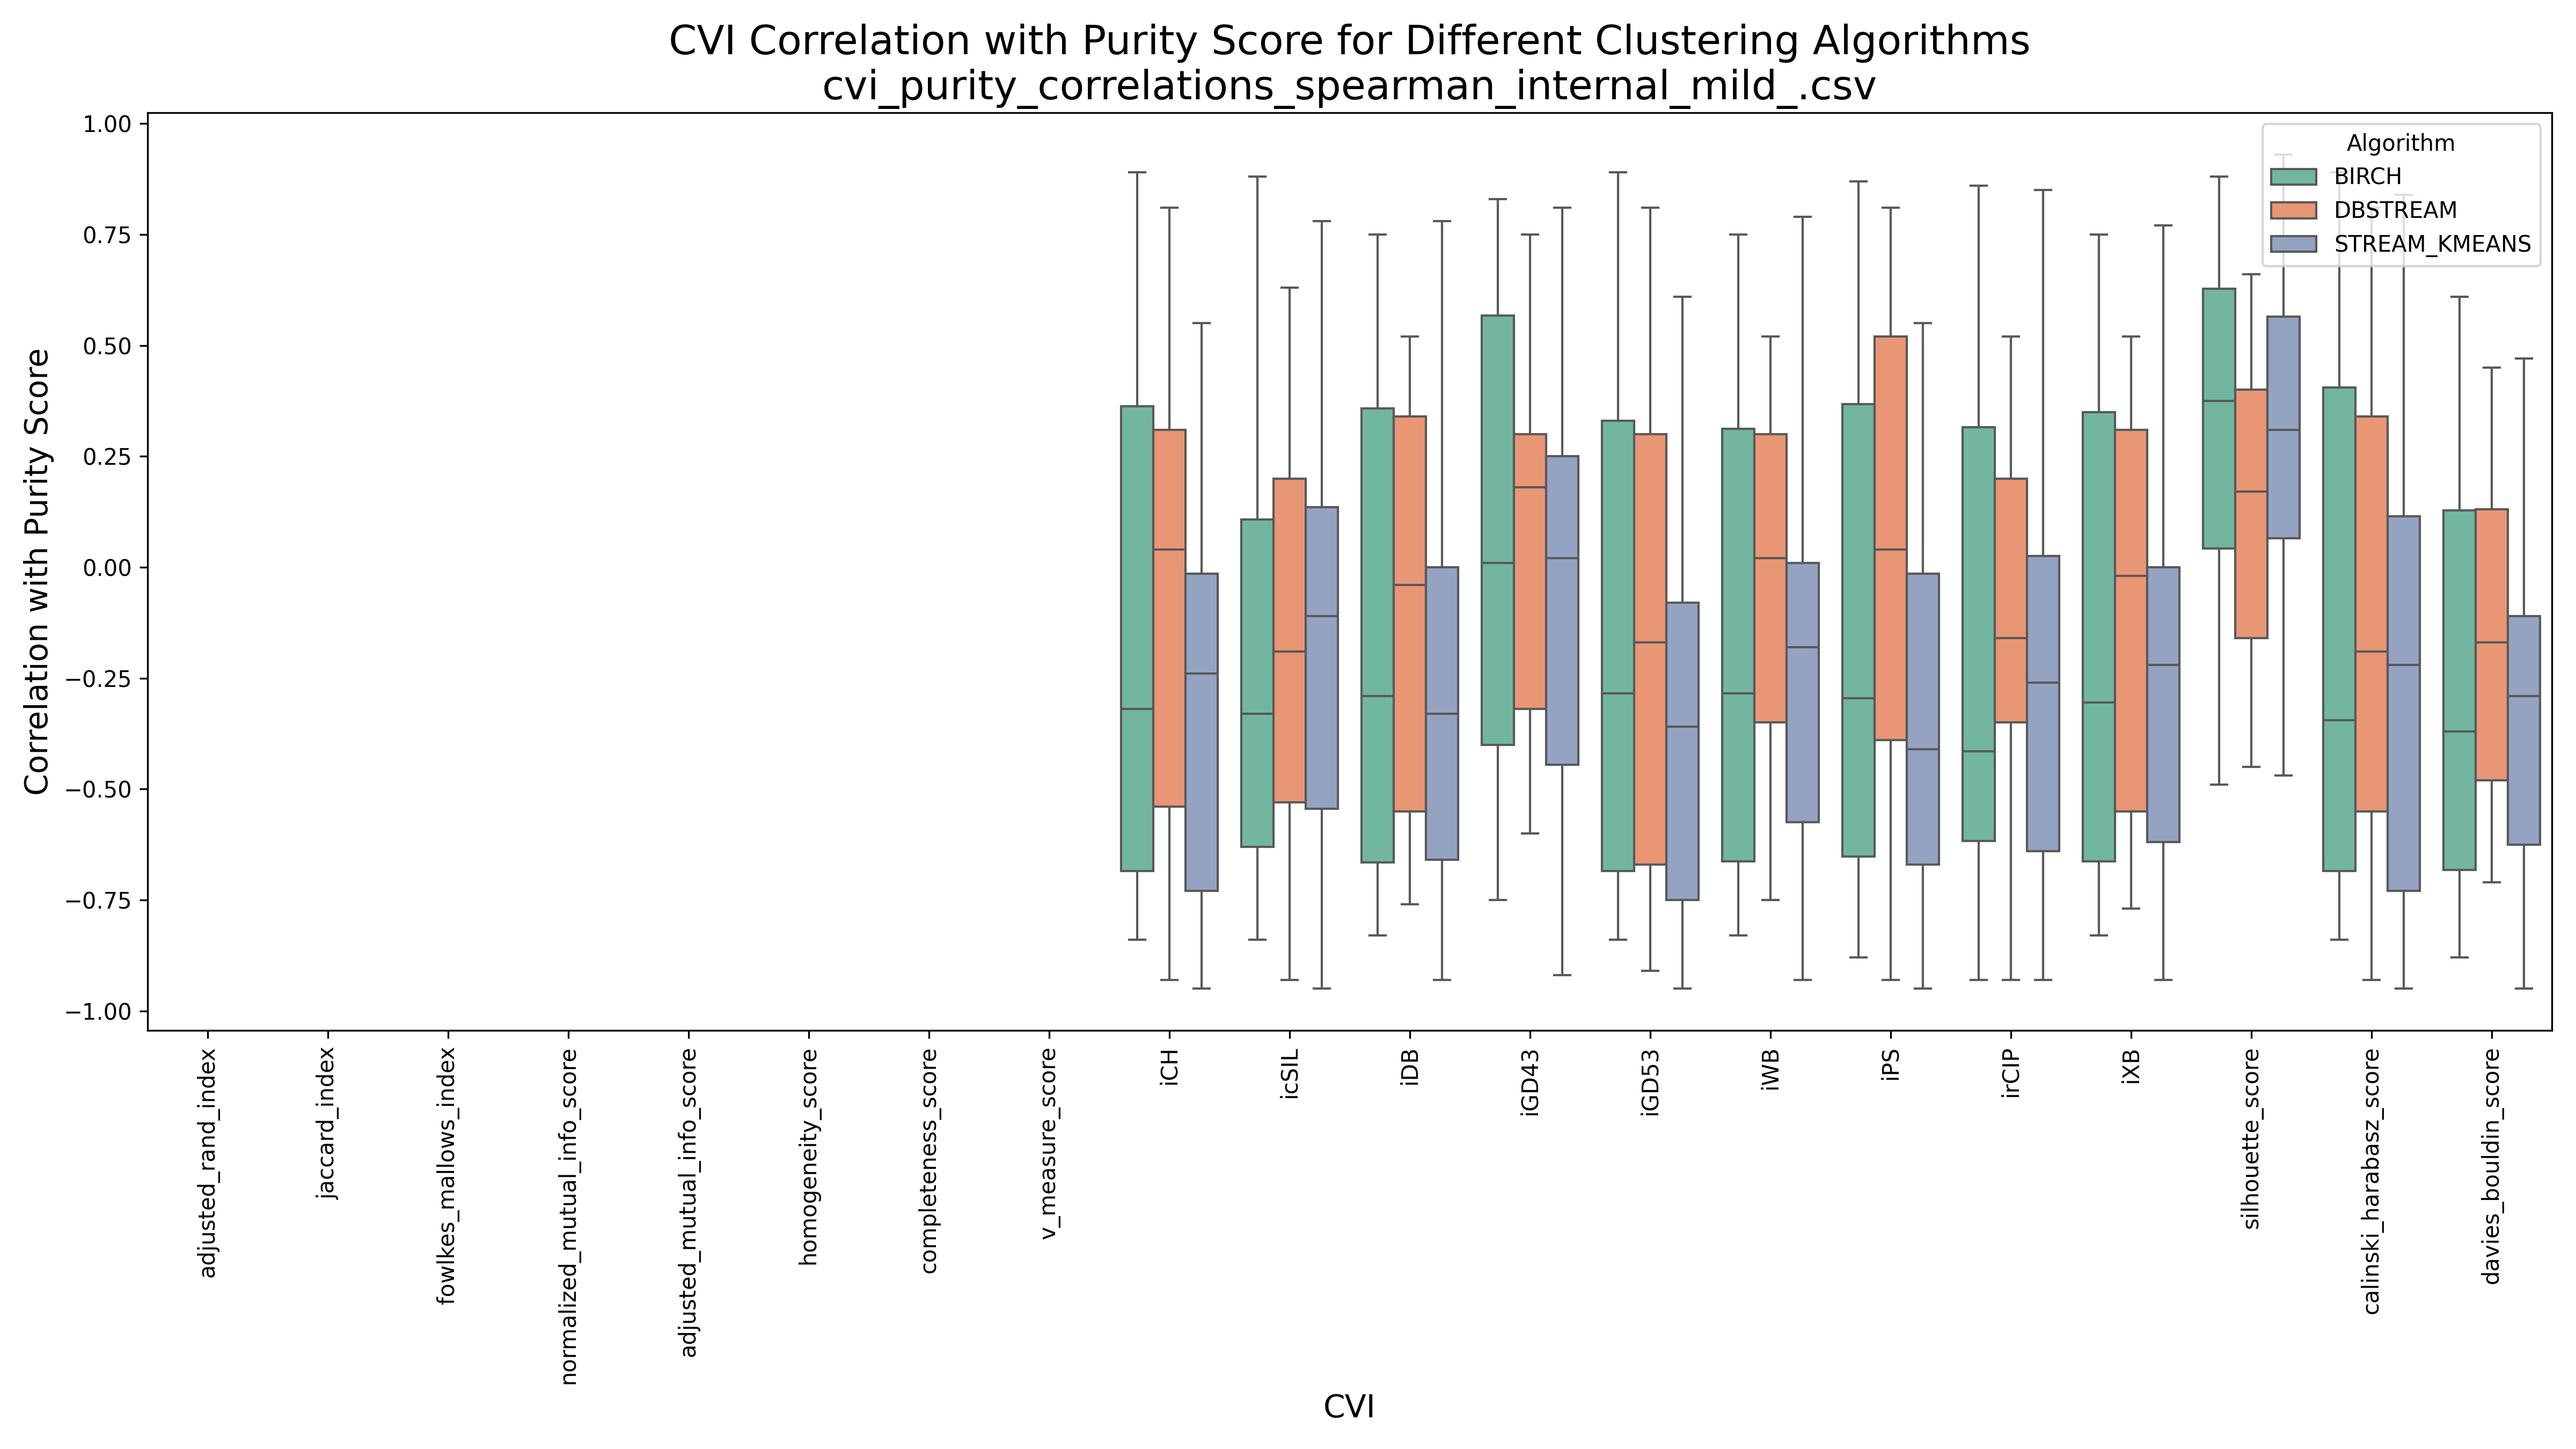 CVI Correlation with Purity Score for Different Clustering Algorithms
cvi_purity_correlations_spearman_internal_mild_.csv
Correlation with Purity Score
1.00
0.75
0.50
0.25
0.00
−0.25
−0.50
−0.75
−1.00
Algorithm
BIRCH
DBSTREAM
STREAM_KMEANS
adjusted_rand_index
jaccard_index
fowlkes_mallows_index
normalized_mutual_info_score
adjusted_mutual_info_score
homogeneity_score
completeness_score
v_measure_score
iCH
icSIL
iDB
iGD43
iGD53
iWB
iPS
irCIP
iXB
silhouette_score
calinski_harabasz_score
davies_bouldin_score
CVI